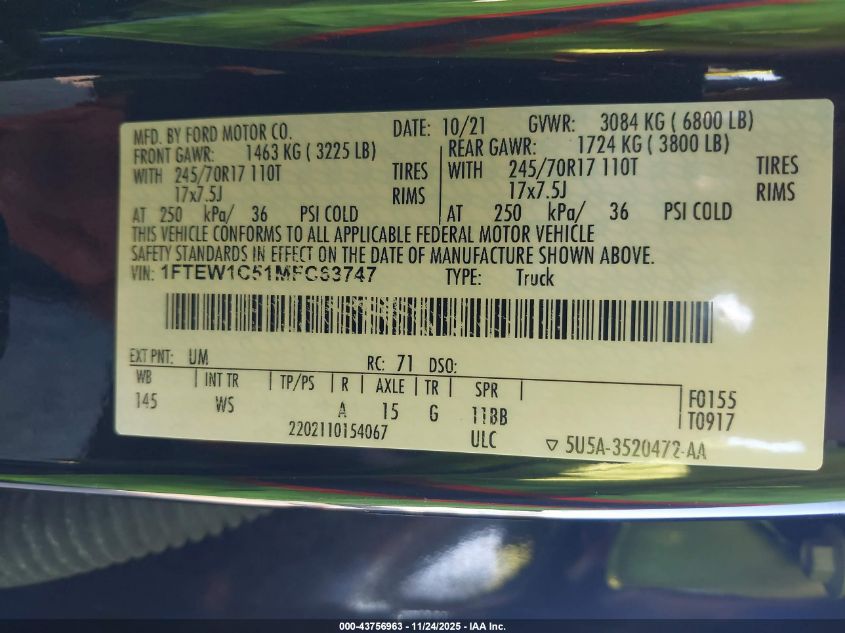 MFD. BY FORD MOTOR CO.
DATE: 10/21 GVWR: 3084 KG ( 6800 LB)
FRONT GAWR: 1463 KG ( 3225 LB) REAR GAWR: 1724 KG ( 3800 LB)
WITH 245/70R17 110T TIRES WITH 245/70R17 110T TIRES
17x7.5J RIMS 17x7.5J RIMS
AT 250 kPa/ 36 PSI COLD AT 250 kPa/ 36 PSI COLD
THIS VEHICLE CONFORMS TO ALL APPLICABLE FEDERAL MOTOR VEHICLE
SAFETY STANDARDS IN EFFECT ON THE DATE OF MANUFACTURE SHOWN ABOVE.
VIN: 1FTEW1C51MFC63747 TYPE: Truck
EXT PNT: UM RC: 71 DSO:
WB INT TR TP/PS R AXLE TR SPR F0155
145 WS A 15 G 11BB T0917
2202110154067 ULC ▽ 5U5A-3520472-AA
000-43756963 - 11/24/2025 - IAA Inc.